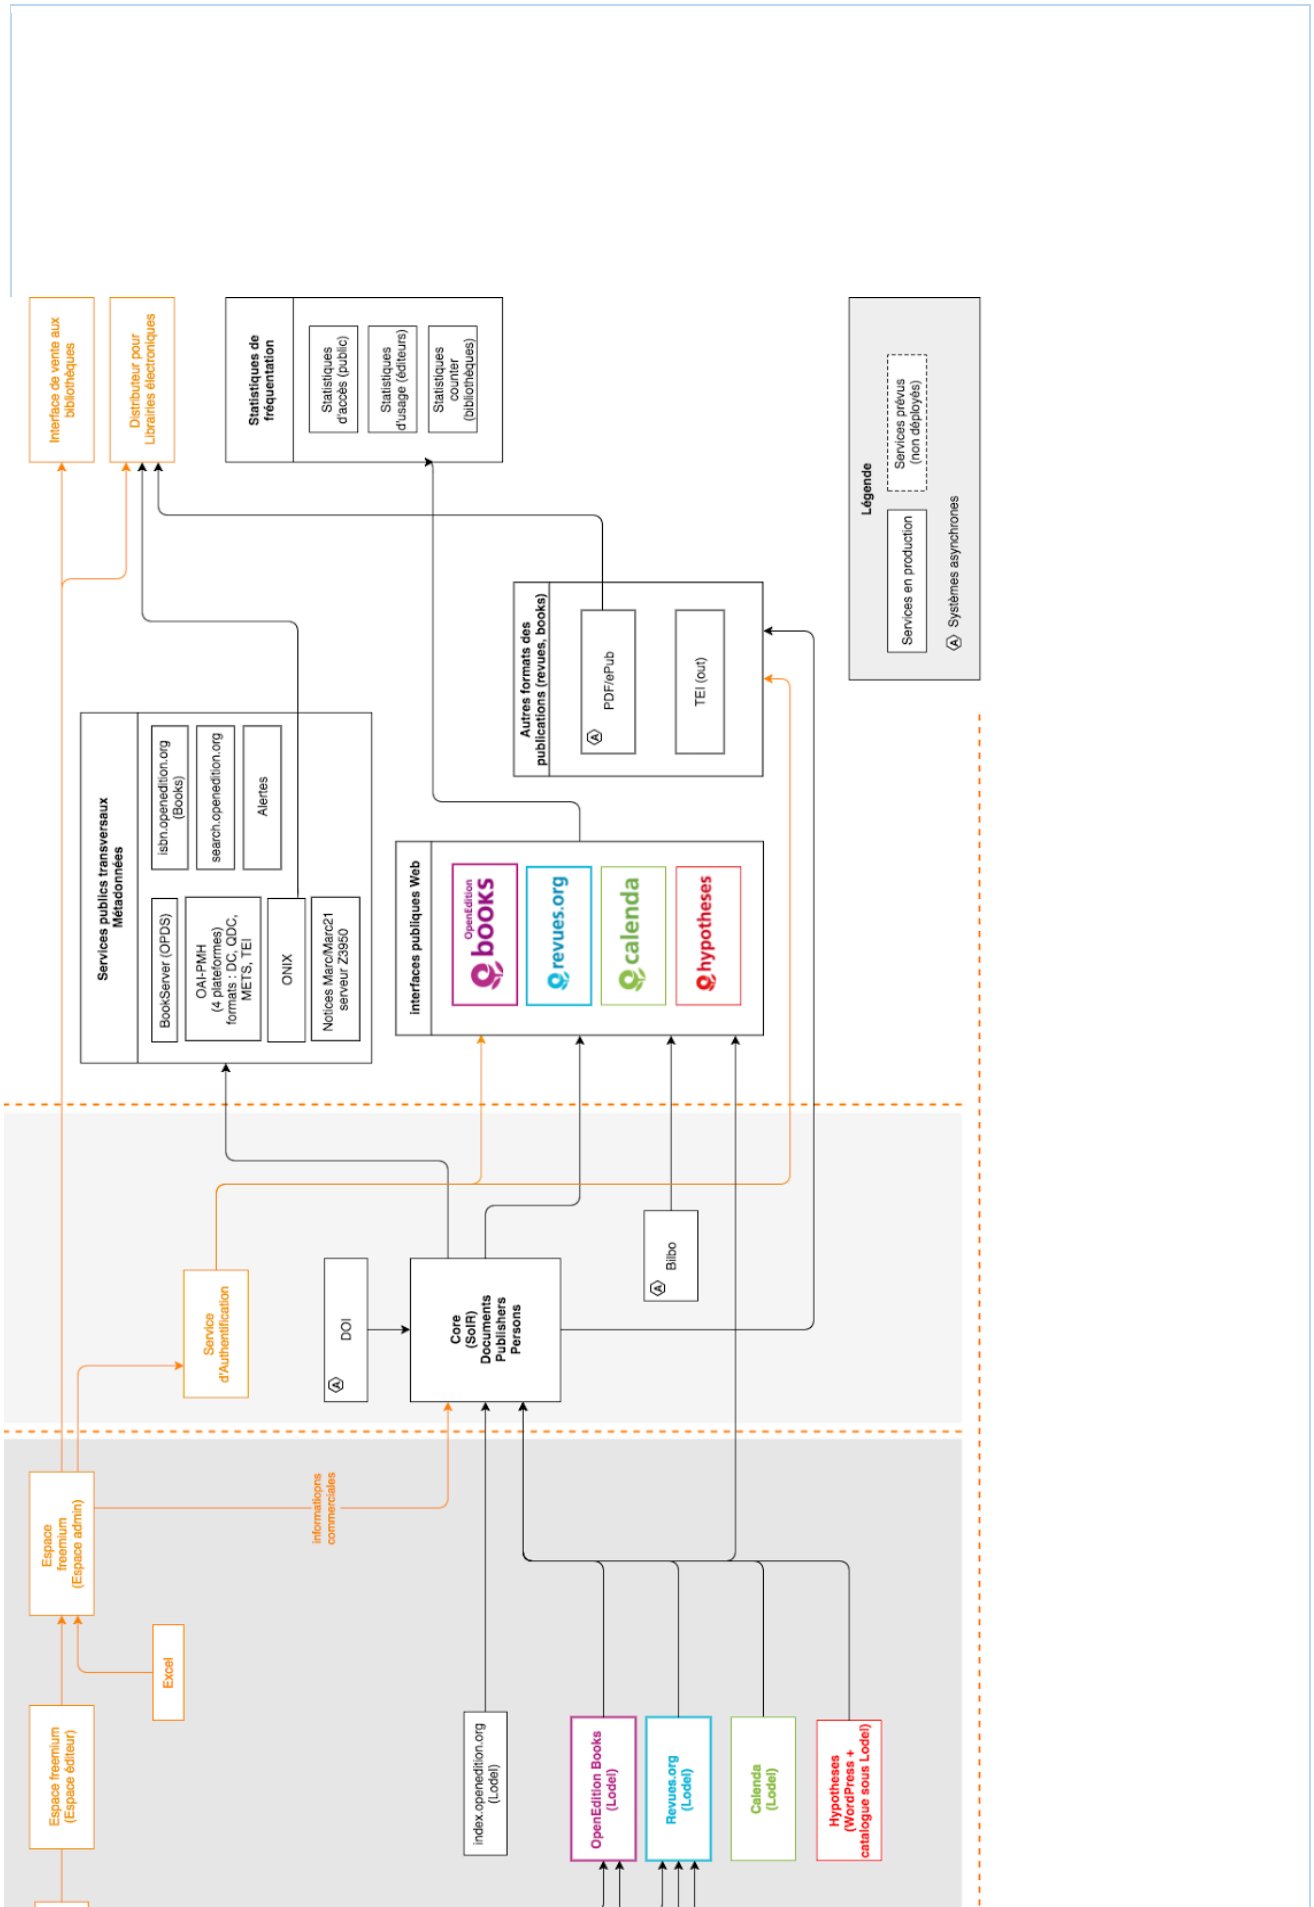 Interface de vente aux
bibliothèques
Distributeur pour
Librairies électroniques
Statistiques de
fréquentation
Statistiques
d'accès (public)
Statistiques
d'usage (éditeurs)
Statistiques
counter
(bibliothèques)
Légende
Services en production
Services prévus
(non déployés)
A Systèmes asynchrones
Services publics transversaux
Métadonnées
isbn.openedition.org
(Books)
search.openedition.org
Alertes
BookServer (OPDS)
OAI-PMH
(4 plateformes)
formats : DC, QDC,
METS, TEI
ONIX
Notices Marc/Marc21
serveur Z3950
Autres formats des
publications (revues, books)
A
PDF/ePub
TEI (out)
interfaces publiques Web
OpenEdition
books
revues.org
calenda
hypotheses
Service
d'Authentification
A
DOI
Core
(SolR)
Documents
Publishers
Persons
A
Bilbo
Espace
freemium
(Espace admin)
informatiopns
commerciales
Excel
Espace freemium
(Espace éditeur)
index.openedition.org
(Lodel)
OpenEdition Books
(Lodel)
Revues.org
(Lodel)
Calenda
(Lodel)
Hypotheses
(WordPress +
catalogue sous Lodel)